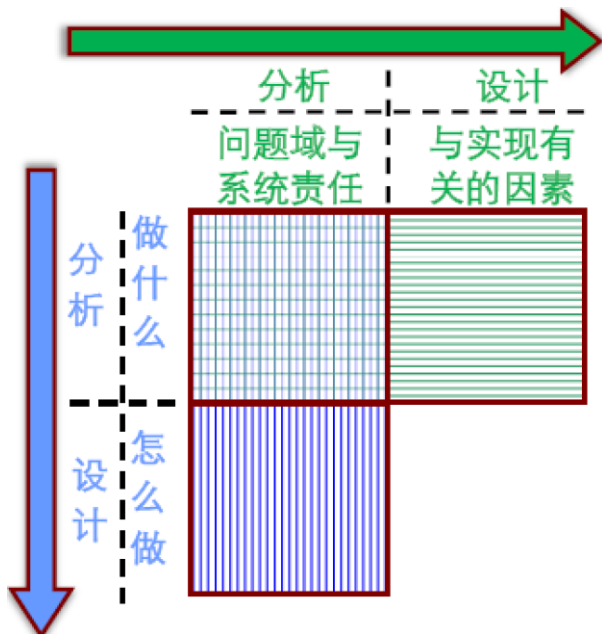 分析
设计
问题域与
系统责任
与实现有
关的因素
分析
做什么
设计
怎么做